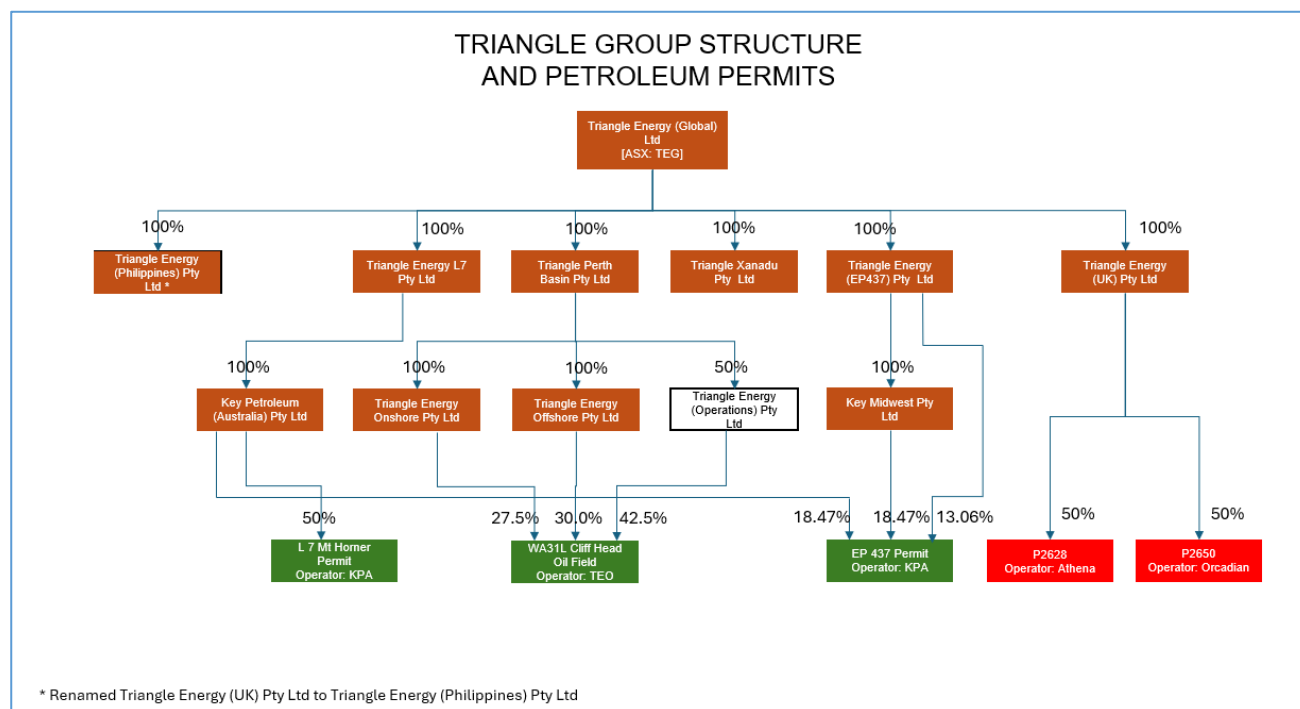 TRIANGLE GROUP STRUCTURE
AND PETROLEUM PERMITS
Triangle Energy (Global)
Ltd
[ASX: TEG]
100%
100%
100%
100%
100%
100%
Triangle Energy
(Philippines) Pty
Ltd *
Triangle Energy L7
Pty Ltd
Triangle Perth
Basin Pty Ltd
Triangle Xanadu
Pty Ltd
Triangle Energy
(EP437) Pty Ltd
Triangle Energy
(UK) Pty Ltd
100%
100%
100%
50%
100%
Key Petroleum
(Australia) Pty Ltd
Triangle Energy
Onshore Pty Ltd
Triangle Energy
Offshore Pty Ltd
Triangle Energy
(Operations) Pty
Ltd
Key Midwest Pty
Ltd
50%
27.5%
30.0%
42.5%
18.47%
18.47%
13.06%
50%
50%
L 7 Mt Horner
Permit
Operator: KPA
WA31L Cliff Head
Oil Field
Operator: TEO
EP 437 Permit
Operator: KPA
P2628
Operator: Athena
P2650
Operator: Orcadian
* Renamed Triangle Energy (UK) Pty Ltd to Triangle Energy (Philippines) Pty Ltd